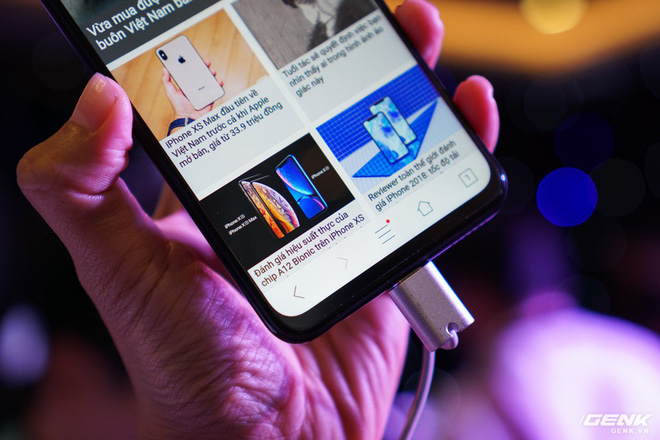 Vừa mua được
buôn Việt Nam bán
iPhone XS Max đầu tiên về
Việt Nam trước cả khi Apple
mở bán, giá từ 33.9 triệu đồng
Tuổi tác sẽ quyết định việc bạn
nhìn thấy ai trong hình ảnh ảo
giác này
iPhone XS
iPhone XS Max
iPhone XR
Đánh giá hiệu suất thực của
chip A12 Bionic trên iPhone XS
Reviewer toàn thế giới đánh
giá iPhone 2018: tốc độ tải
1
GENK
GENK.VN